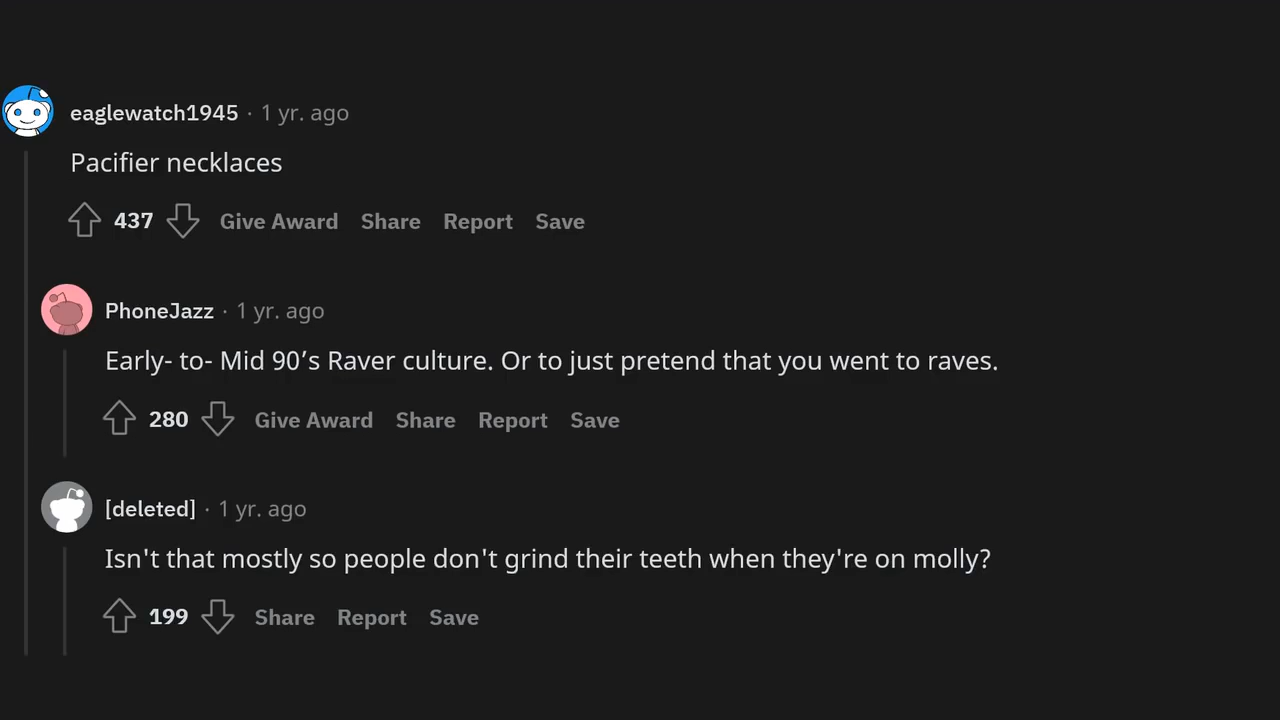 eaglewatch1945 · 1 yr. ago
Pacifier necklaces
437 Give Award Share Report Save
PhoneJazz · 1 yr. ago
Early- to- Mid 90’s Raver culture. Or to just pretend that you went to raves.
280 Give Award Share Report Save
[deleted] · 1 yr. ago
Isn't that mostly so people don't grind their teeth when they're on molly?
199 Share Report Save